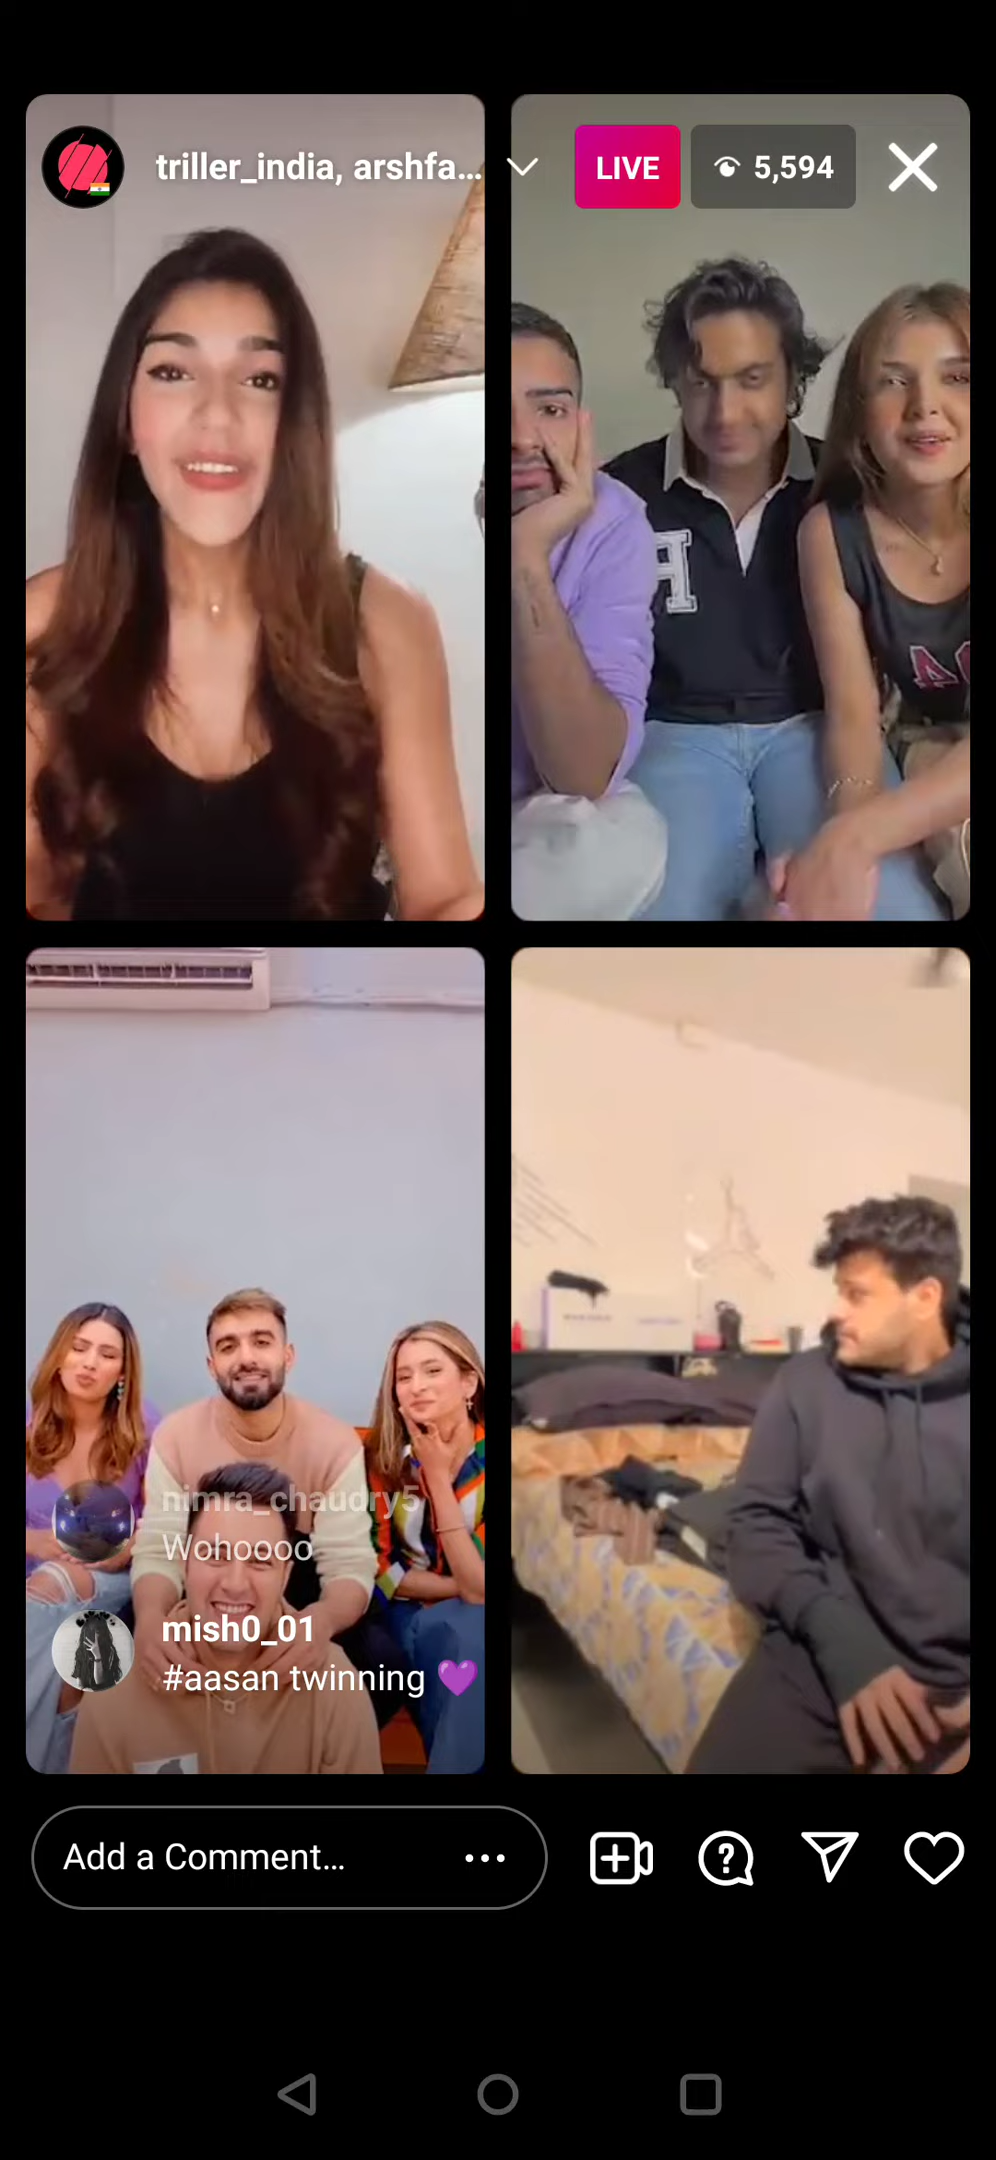 triller_india, arshfa...
LIVE
5,594
nimra_chaudry5
Wohoooo
mish0_01
#aasan twinning 💜
Add a Comment...